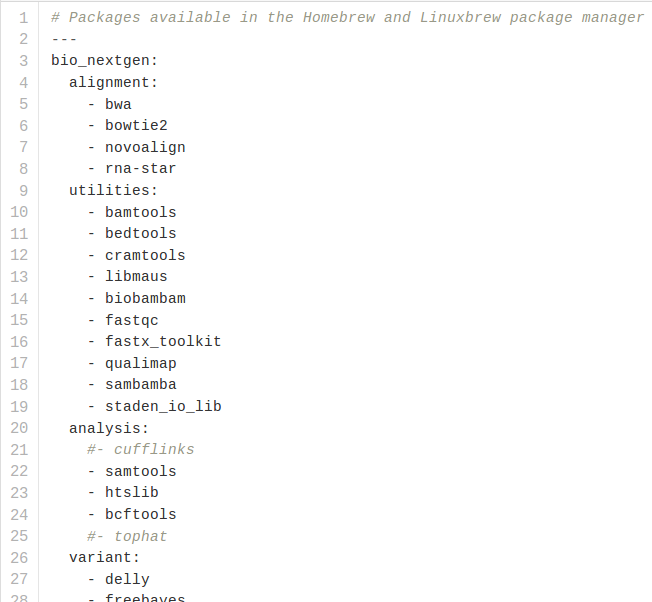 1 # Packages available in the Homebrew and Linuxbrew package manager
2 ---
3 bio_nextgen:
4   alignment:
5     - bwa
6     - bowtie2
7     - novoalign
8     - rna-star
9   utilities:
10     - bamtools
11     - bedtools
12     - cramtools
13     - libmaus
14     - biobambam
15     - fastqc
16     - fastx_toolkit
17     - qualimap
18     - sambamba
19     - staden_io_lib
20   analysis:
21     #- cufflinks
22     - samtools
23     - htslib
24     - bcftools
25     #- tophat
26   variant:
27     - delly
28     - freebayes